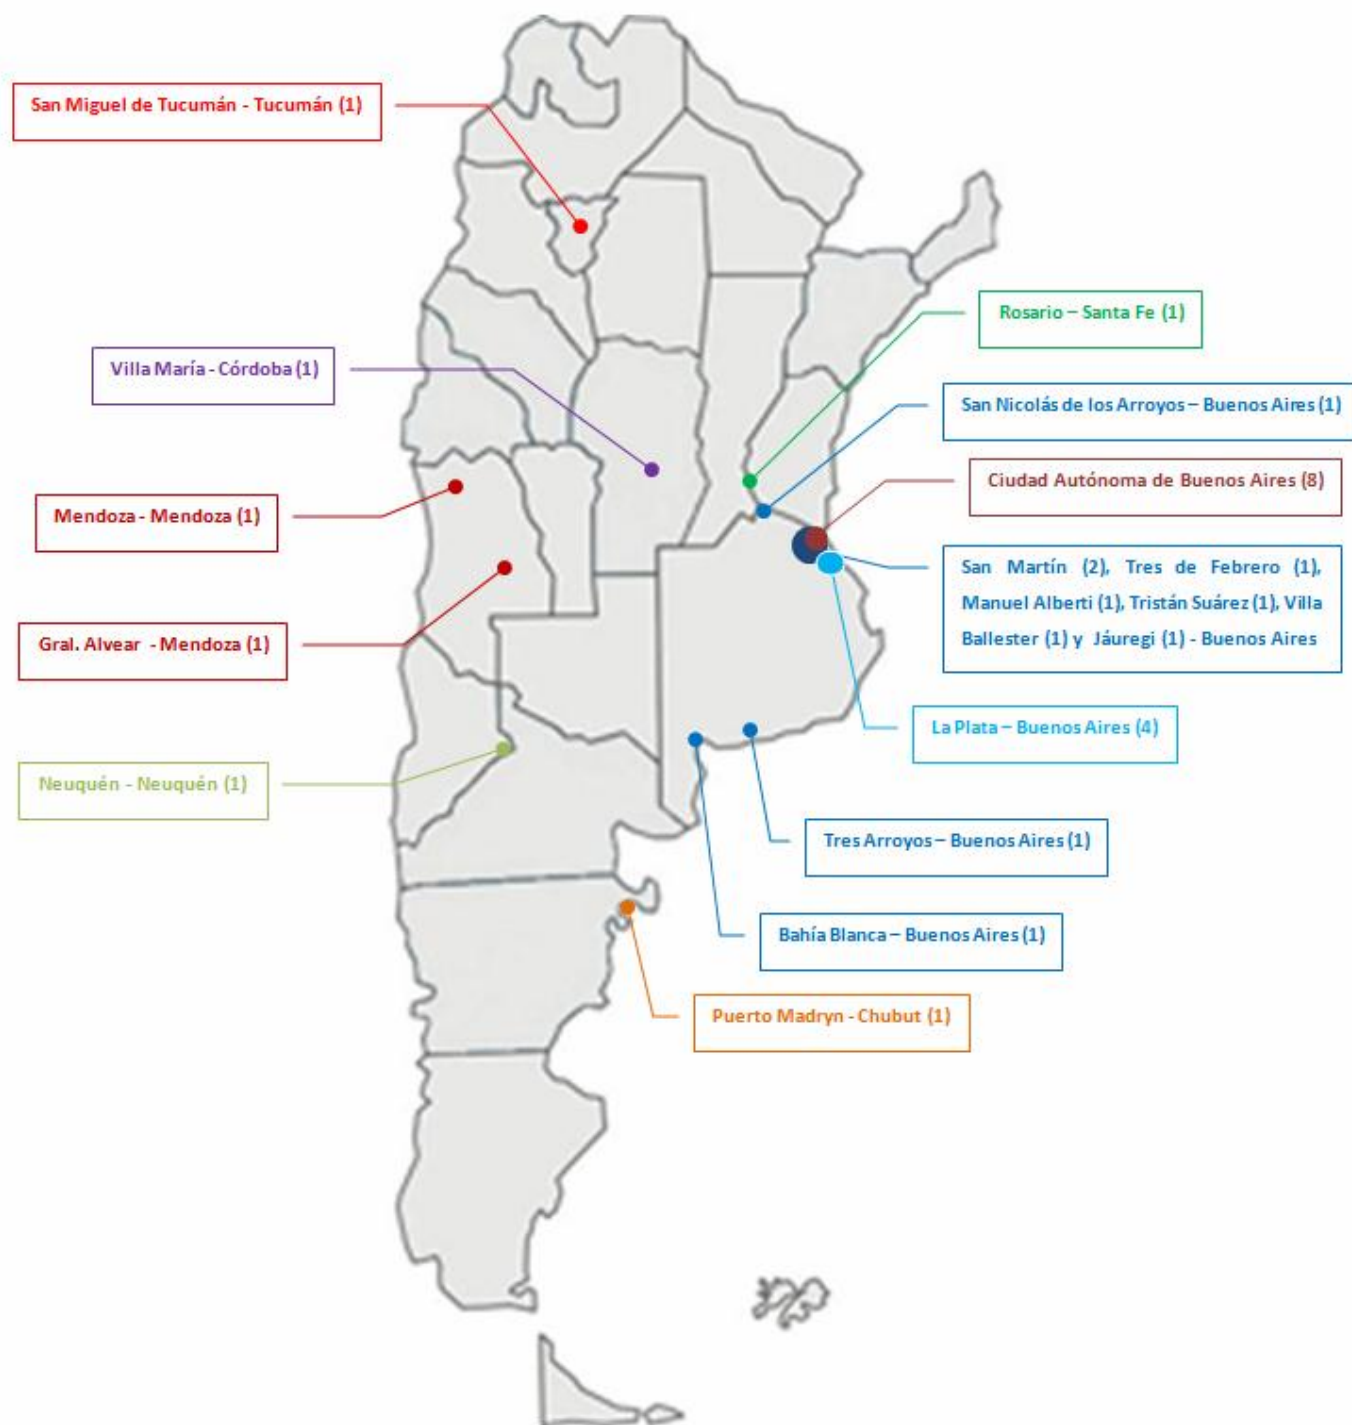 San Miguel de Tucumán - Tucumán (1)
Rosario – Santa Fe (1)
Villa María - Córdoba (1)
San Nicolás de los Arroyos – Buenos Aires (1)
Ciudad Autónoma de Buenos Aires (8)
Mendoza - Mendoza (1)
San Martín (2), Tres de Febrero (1),
Manuel Alberti (1), Tristán Suárez (1), Villa
Ballester (1) y Jáuregi (1) - Buenos Aires
Gral. Alvear - Mendoza (1)
La Plata – Buenos Aires (4)
Neuquén - Neuquén (1)
Tres Arroyos – Buenos Aires (1)
Bahía Blanca – Buenos Aires (1)
Puerto Madryn - Chubut (1)